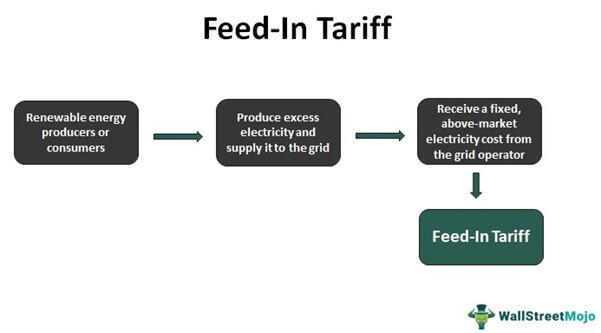 Feed-In Tariff
Renewable energy
producers or
consumers
Produce excess
electricity and
supply it to the grid
Receive a fixed,
above-market
electricity cost from
the grid operator
Feed-In Tariff
WallStreetMojo